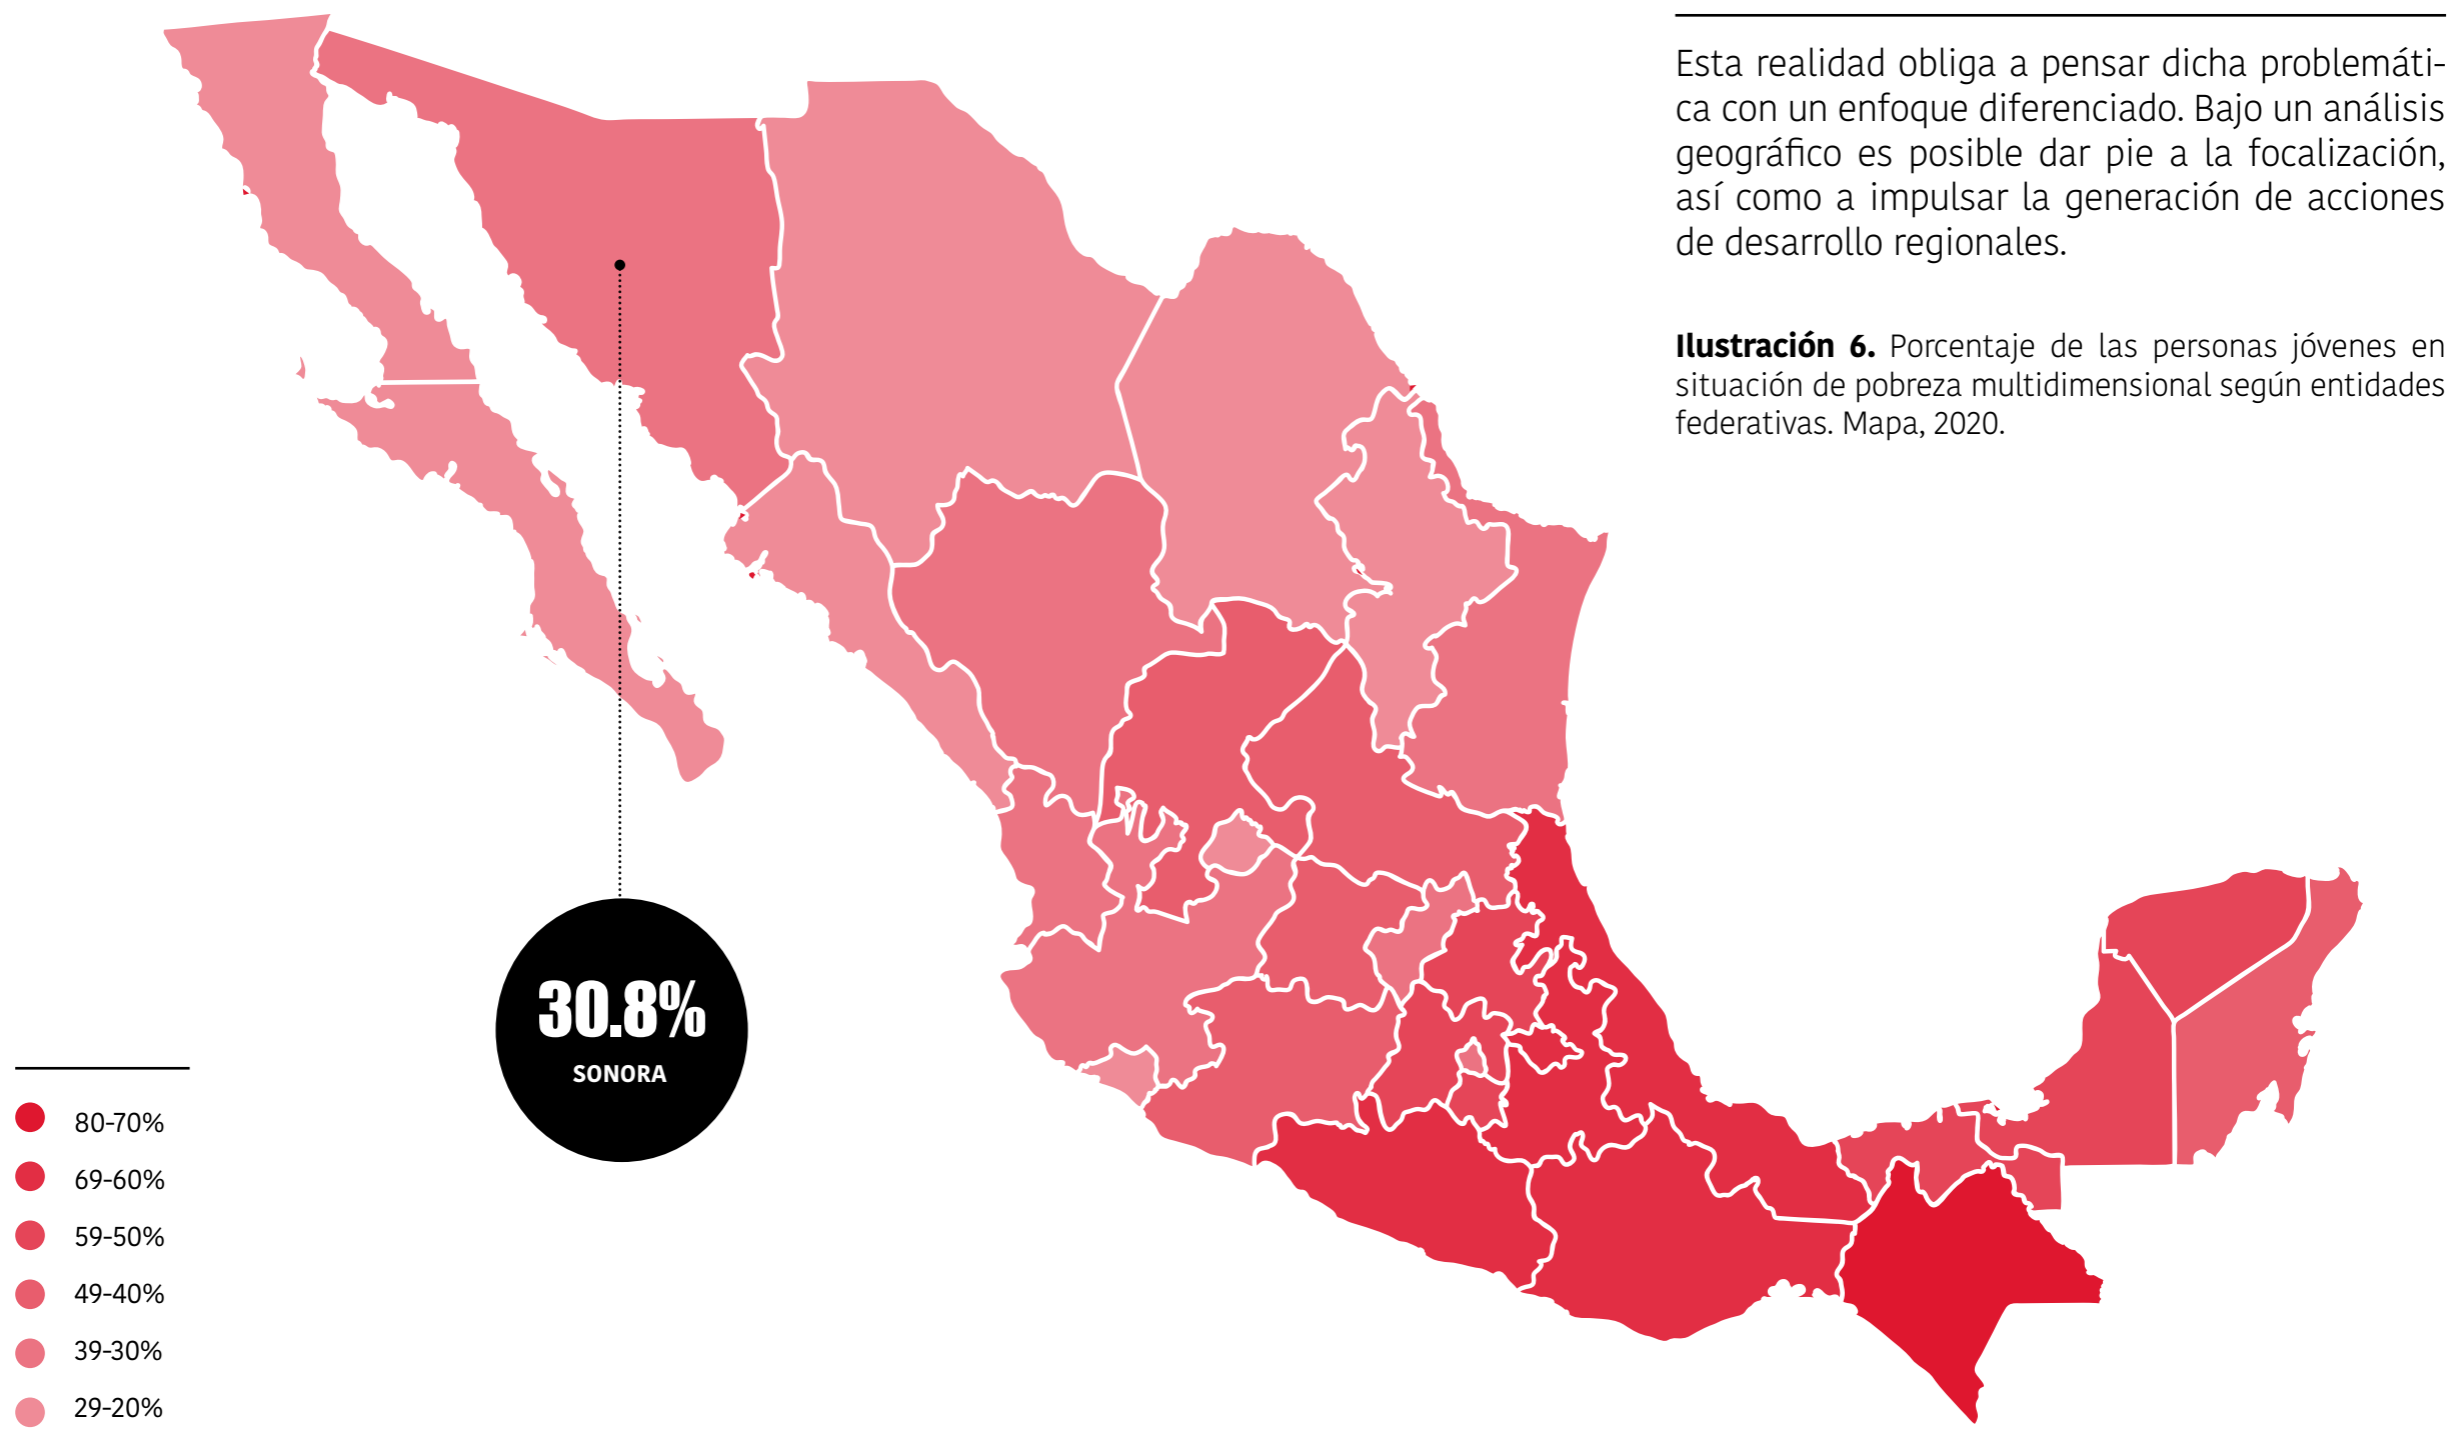 Esta realidad obliga a pensar dicha problemáti-
ca con un enfoque diferenciado. Bajo un análisis
geográfico es posible dar pie a la focalización,
así como a impulsar la generación de acciones
de desarrollo regionales.
Ilustración 6. Porcentaje de las personas jóvenes en
situación de pobreza multidimensional según entidades
federativas. Mapa, 2020.
30.8%
SONORA
80-70%
69-60%
59-50%
49-40%
39-30%
29-20%